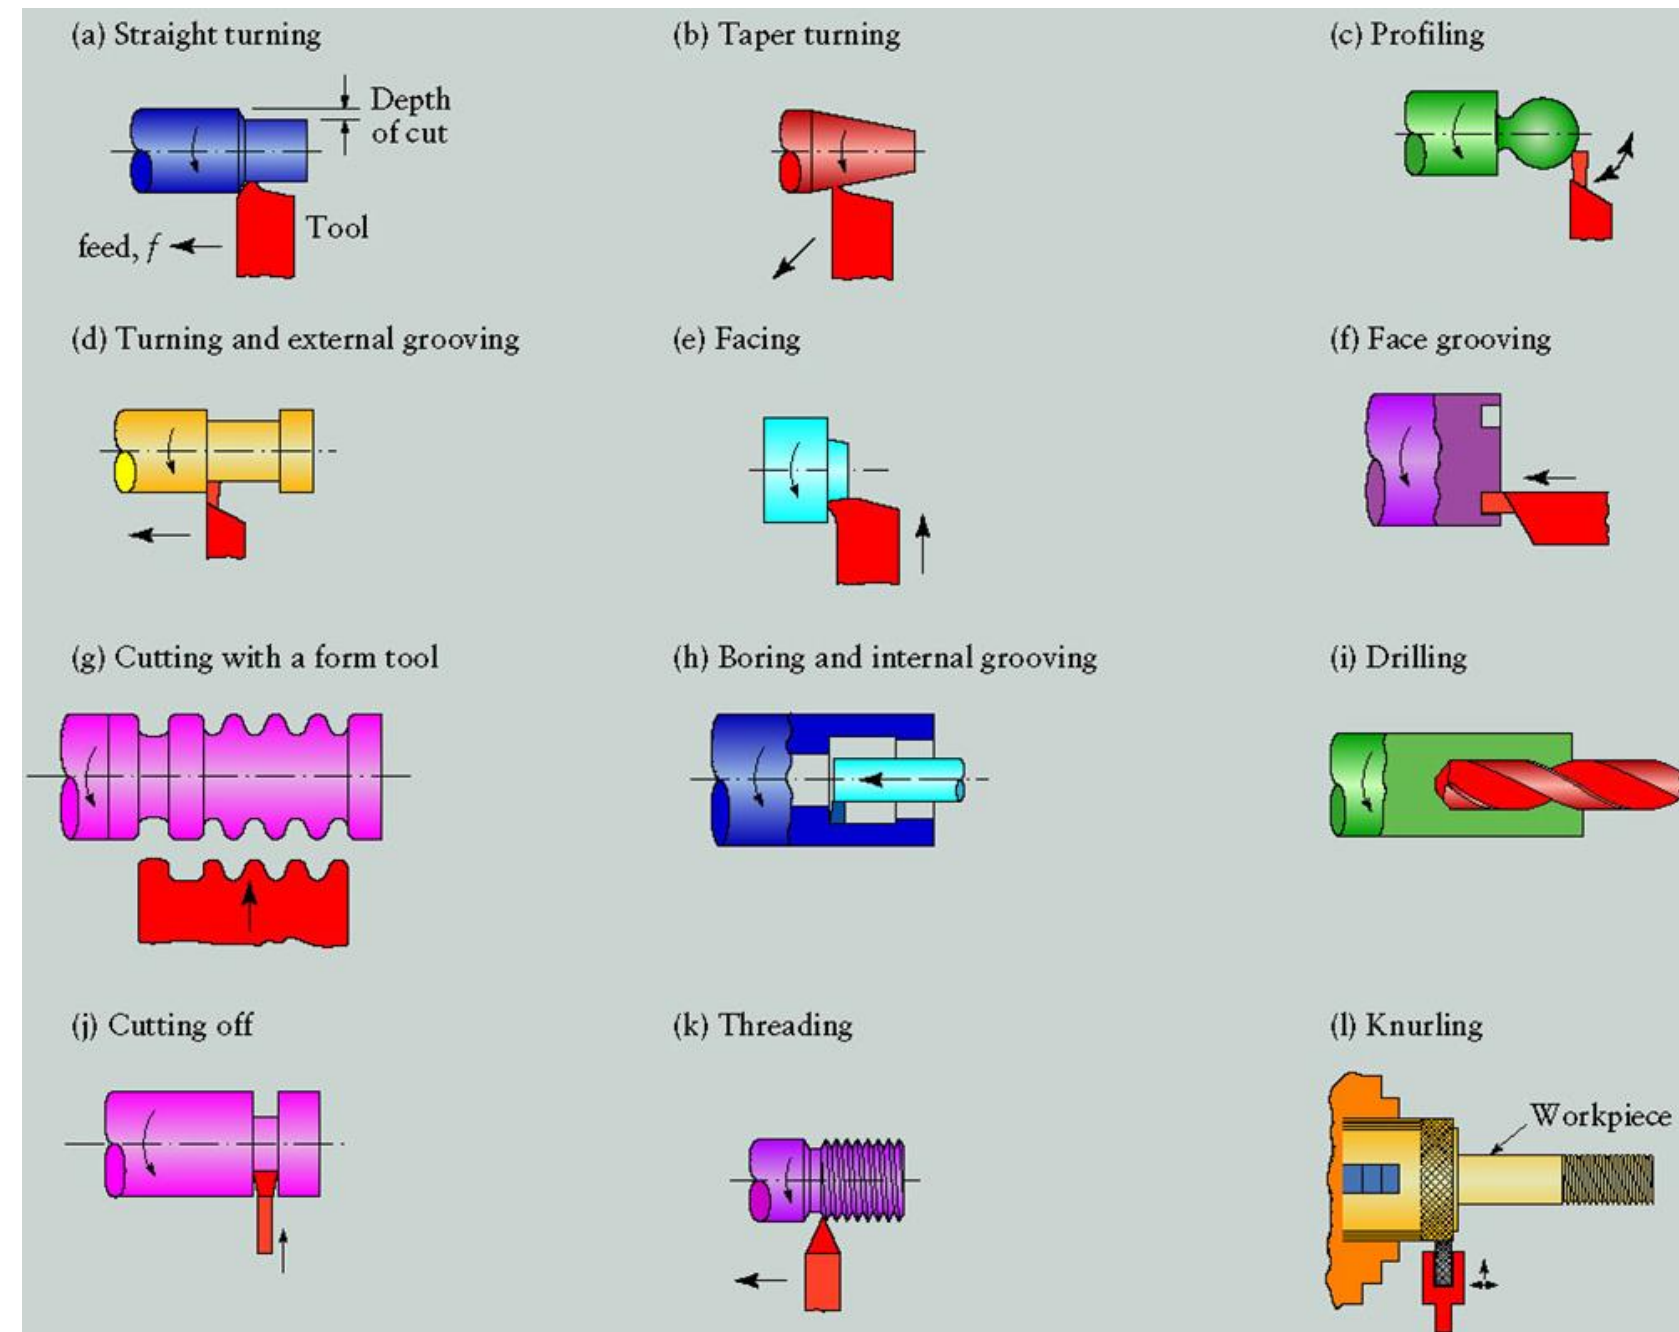 (a) Straight turning
Depth
of cut
feed, f
Tool
(b) Taper turning
(c) Profiling
(d) Turning and external grooving
(e) Facing
(f) Face grooving
(g) Cutting with a form tool
(h) Boring and internal grooving
(i) Drilling
(j) Cutting off
(k) Threading
(l) Knurling
Workpiece